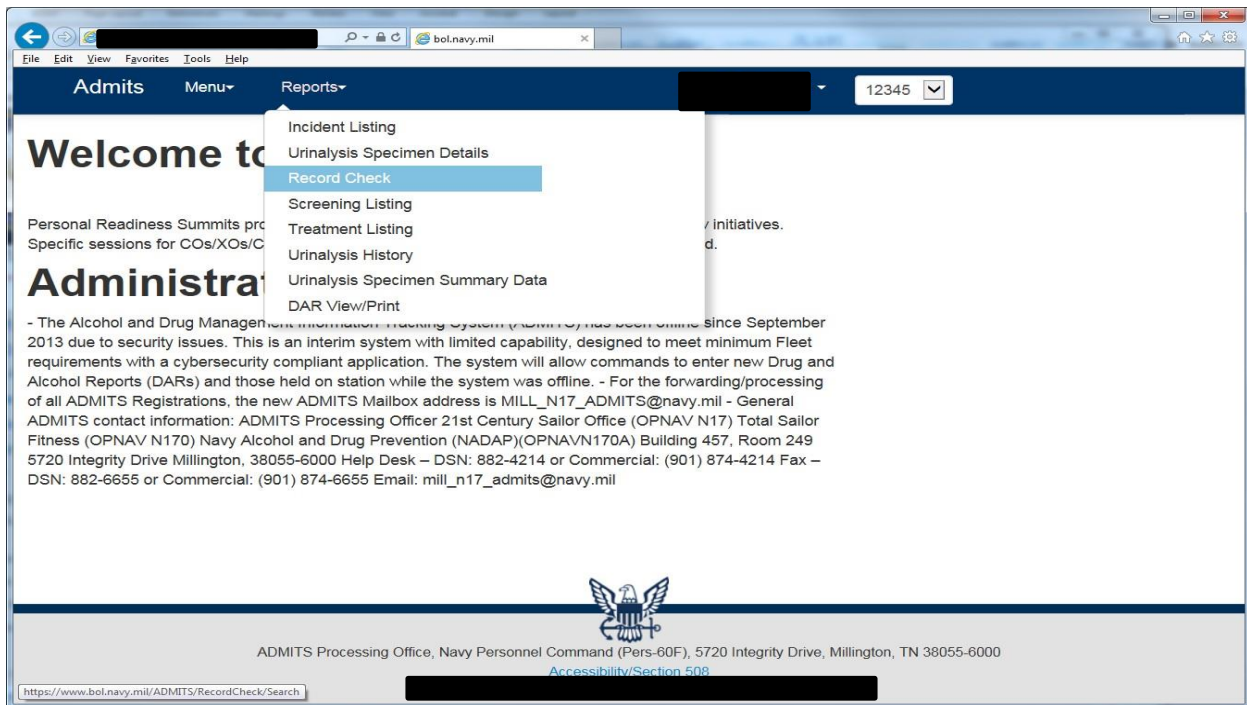 bol.navy.mil
File Edit View Favorites Tools Help
Admits Menu Reports 12345
Incident Listing
Urinalysis Specimen Details
Record Check
Screening Listing
Treatment Listing
Urinalysis History
Urinalysis Specimen Summary Data
DAR View/Print
Welcome to
Personal Readiness Summits initiatives.
Specific sessions for COs/XOs/C
- The Alcohol and Drug Management Information Tracking System (ADMITS) has been offline since September
2013 due to security issues. This is an interim system with limited capability, designed to meet minimum Fleet
requirements with a cybersecurity compliant application. The system will allow commands to enter new Drug and
Alcohol Reports (DARs) and those held on station while the system was offline. - For the forwarding/processing
of all ADMITS Registrations, the new ADMITS Mailbox address is MILL_N17_ADMITS@navy.mil - General
ADMITS contact information: ADMITS Processing Officer 21st Century Sailor Office (OPNAV N17) Total Sailor
Fitness (OPNAV N170) Navy Alcohol and Drug Prevention (NADAP)(OPNAVN170A) Building 457, Room 249
5720 Integrity Drive Millington, 38055-6000 Help Desk – DSN: 882-4214 or Commercial: (901) 874-4214 Fax –
DSN: 882-6655 or Commercial: (901) 874-6655 Email: mill_n17_admits@navy.mil
ADMITS Processing Office, Navy Personnel Command (Pers-60F), 5720 Integrity Drive, Millington, TN 38055-6000
Accessibility/Section 508
https://www.bol.navy.mil/ADMITS/RecordCheck/Search